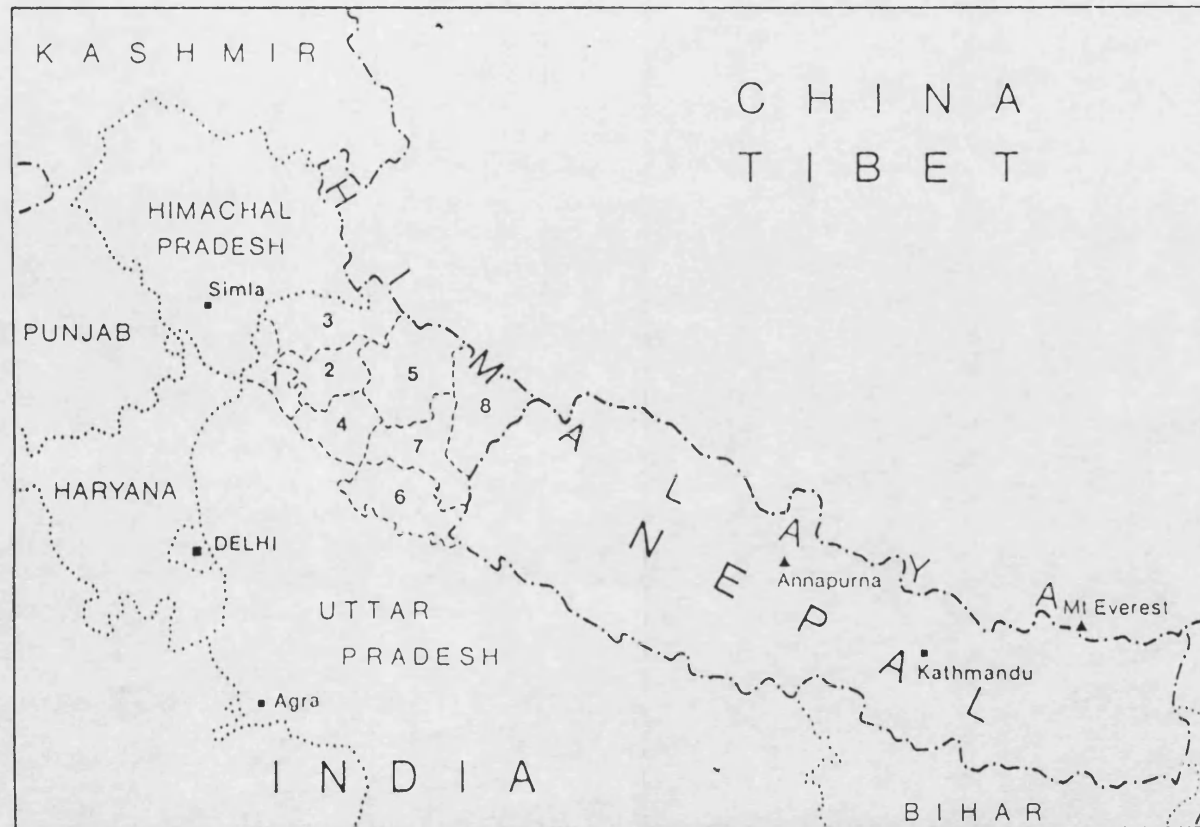 KASHMIR
CHINA
TIBET
HIMALAYA
HIMACHAL
PRADESH
Simla
PUNJAB
3
1
2
5
8
4
7
6
HARYANA
DELHI
NEPAL
Annapurna
Mt Everest
UTTAR
PRADESH
Kathmandu
Agra
INDIA
BIHAR